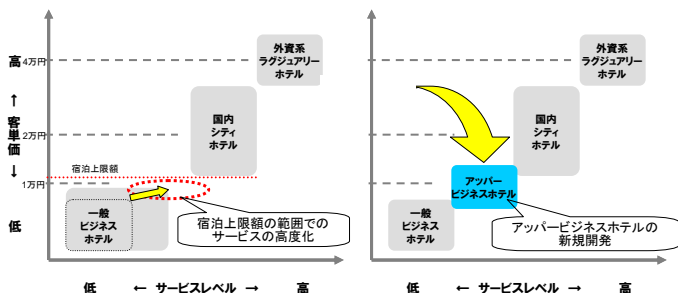 高
↑
客単価
↓
低
4万円
2万円
宿泊上限額
1万円
外資系
ラグジュアリー
ホテル
国内
シティ
ホテル
一般
ビジネス
ホテル
宿泊上限額の範囲での
サービスの高度化
低 ← サービスレベル → 高
外資系
ラグジュアリー
ホテル
国内
シティ
ホテル
アッパー
ビジネスホテル
一般
ビジネス
ホテル
アッパービジネスホテルの
新規開発
低 ← サービスレベル → 高